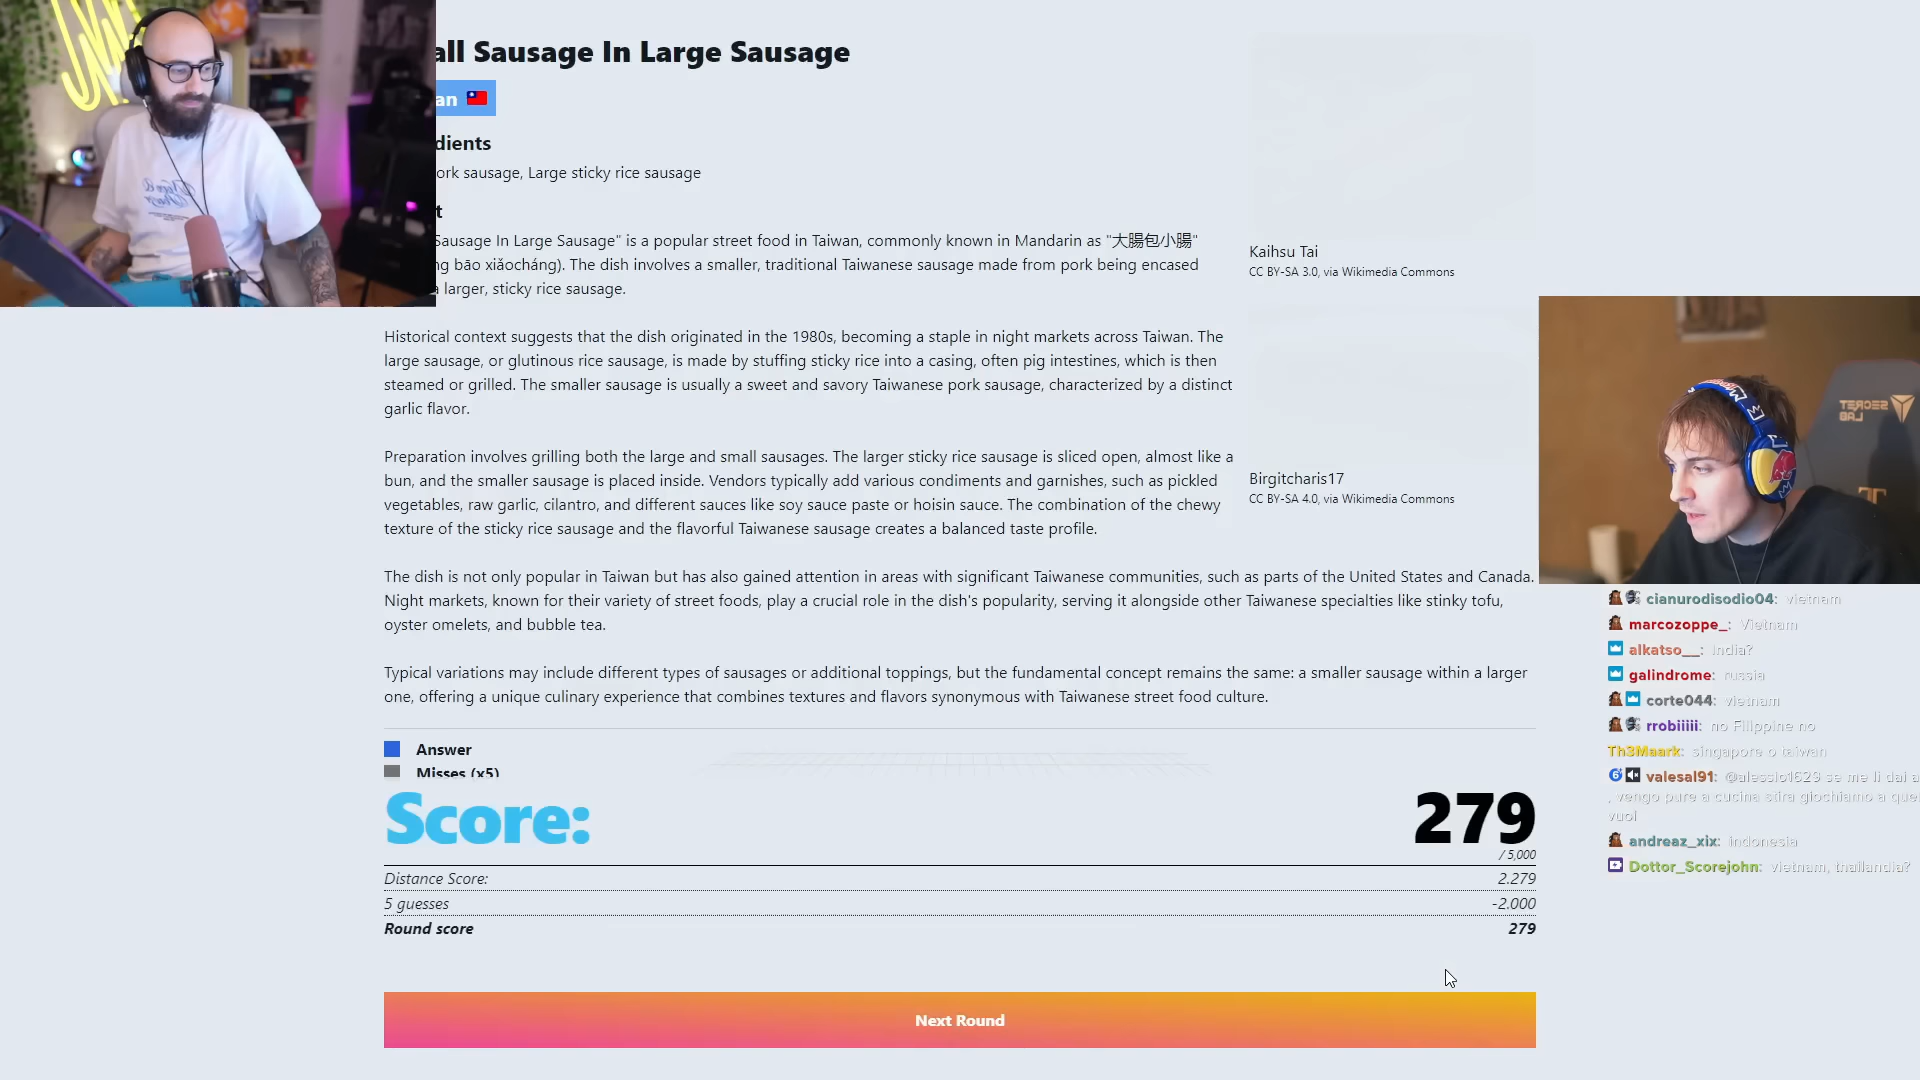 all Sausage In Large Sausage
an
dients
ork sausage, Large sticky rice sausage
t
Sausage In Large Sausage" is a popular street food in Taiwan, commonly known in Mandarin as "大腸包小腸"
ng bāo xiǎocháng). The dish involves a smaller, traditional Taiwanese sausage made from pork being encased
a larger, sticky rice sausage.
Kaihsu Tai
CC BY-SA 3.0, via Wikimedia Commons
Historical context suggests that the dish originated in the 1980s, becoming a staple in night markets across Taiwan. The
large sausage, or glutinous rice sausage, is made by stuffing sticky rice into a casing, often pig intestines, which is then
steamed or grilled. The smaller sausage is usually a sweet and savory Taiwanese pork sausage, characterized by a distinct
garlic flavor.
Preparation involves grilling both the large and small sausages. The larger sticky rice sausage is sliced open, almost like a
bun, and the smaller sausage is placed inside. Vendors typically add various condiments and garnishes, such as pickled
vegetables, raw garlic, cilantro, and different sauces like soy sauce paste or hoisin sauce. The combination of the chewy
texture of the sticky rice sausage and the flavorful Taiwanese sausage creates a balanced taste profile.
Birgitcharis17
CC BY-SA 4.0, via Wikimedia Commons
The dish is not only popular in Taiwan but has also gained attention in areas with significant Taiwanese communities, such as parts of the United States and Canada.
Night markets, known for their variety of street foods, play a crucial role in the dish's popularity, serving it alongside other Taiwanese specialties like stinky tofu,
oyster omelets, and bubble tea.
Typical variations may include different types of sausages or additional toppings, but the fundamental concept remains the same: a smaller sausage within a larger
one, offering a unique culinary experience that combines textures and flavors synonymous with Taiwanese street food culture.
Answer
Misses (x5)
Score: 279
/ 5,000
Distance Score: 2.279
5 guesses -2.000
Round score 279
Next Round
SECRET
LAB
cianurodisodio04: vietnam
marcozoppe_: Vietnam
alkatso__: india?
galindrome: russia
corte044: vietnam
rrobiiiii: no Filippine no
Th3Maark: singapore o taiwan
valesal91: @alessio1629 se me li dai a
, vengo pure a cucina stira giochiamo a que
vuoi
andreaz_xix: indonesia
Dottor_Scorejohn: vietnam, thailandia?